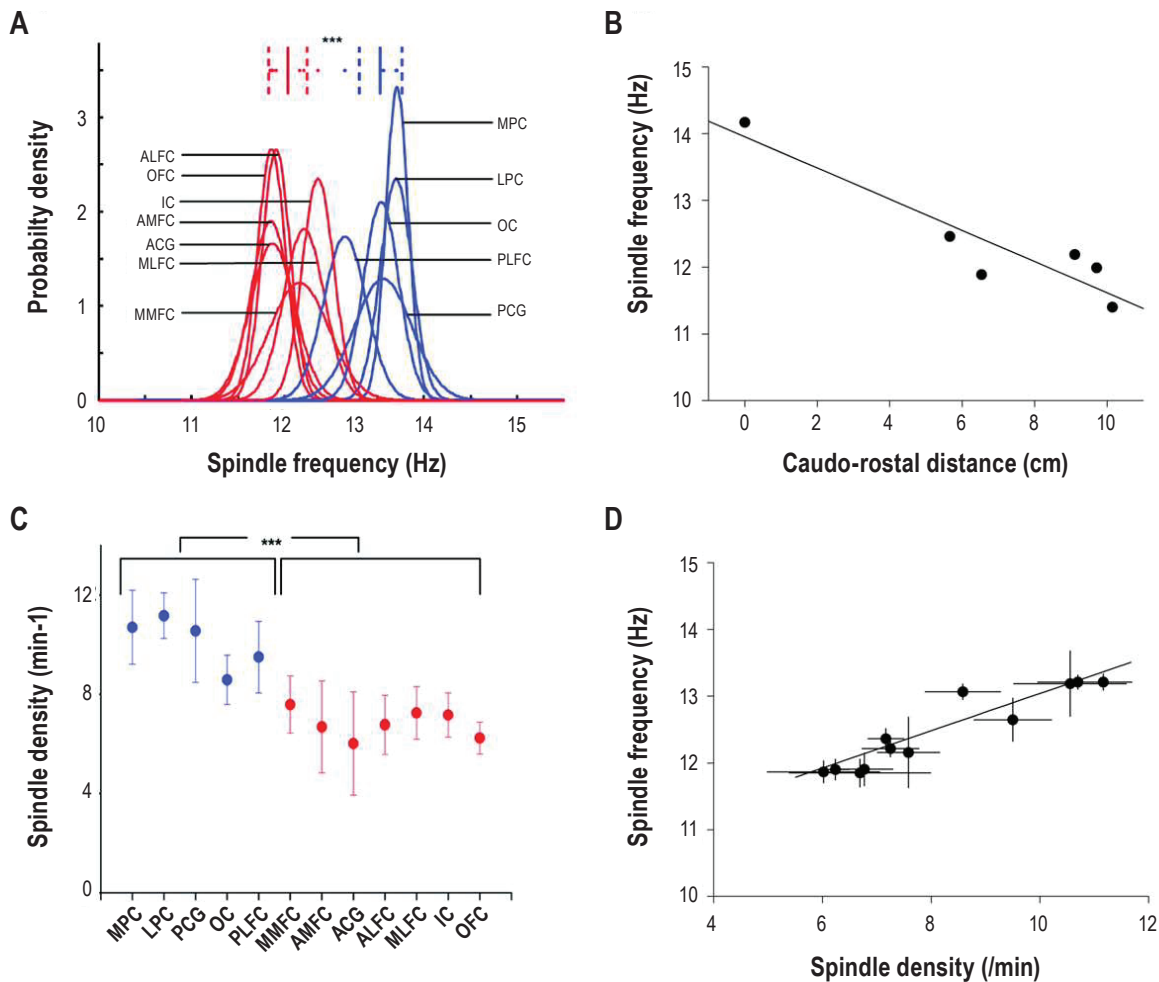 A
***
Probabilty density
3
2
1
0
ALFC
OFC
IC
AMFC
ACG
MLFC
MMFC
MPC
LPC
OC
PLFC
PCG
10 11 12 13 14 15
Spindle frequency (Hz)
B
Spindle frequency (Hz)
15
14
13
12
11
10
0 2 4 6 8 10
Caudo-rostal distance (cm)
C
***
Spindle density (min-1)
12
8
4
0
MPC LPC PCG OC PLFC MMFC AMFC ACG ALFC MLFC IC OFC
D
Spindle frequency (Hz)
15
14
13
12
11
10
4 6 8 10 12
Spindle density (/min)